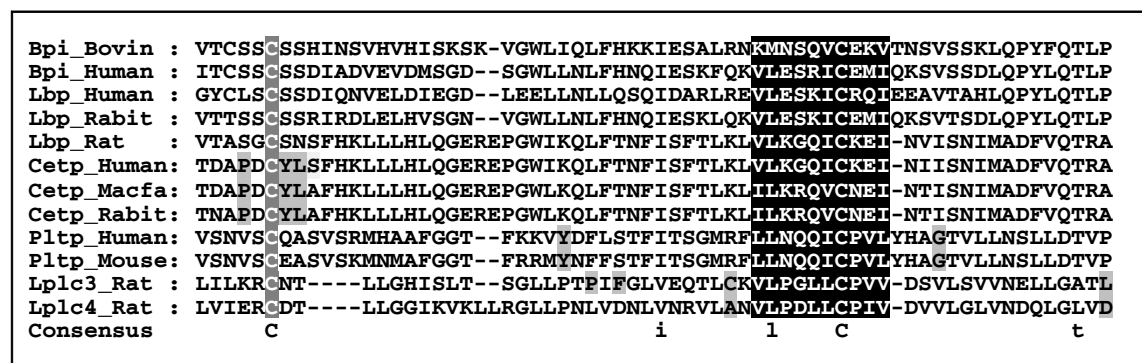 Bpi_Bovin : VTCSSCSSHINSVHVHISKSK-VGWLIQLFHKKIESALRNKMNSQVCEKVTNSVSSKLQPYFQTLP
Bpi_Human : ITCSSCSSDIADVEVDMSGD--SGWLLNLFHNQIESKFQKVLESRICEMIQKSVSSDLQPYLQTLP
Lbp_Human : GYCLSCSSDIQNVELDIEGD--LEELLNLLQSQIDARLREVLESKICRQIEEAVTAHLQPYLQTLP
Lbp_Rabit : VTTSSCSSRIRDLELHVSGN--VGWLLNLFHNQIESKLQKVLESKICEMIQKSVTSDLQPYLQTLP
Lbp_Rat : VTASGCSNSFHKLLLHLQGEREPGWIKQLFTNFISFTLKLVLKGQICKEI-NVISNIMADFVQTRA
Cetp_Human: TDAPDCYLSFHKLLLHLQGEREPGWIKQLFTNFISFTLKLVLKGQICKEI-NIISNIMADFVQTRA
Cetp_Macfa: TDAPDCYLAFHKLLLHLQGEREPGWLKQLFTNFISFTLKLILKRQVCNEI-NTISNIMADFVQTRA
Cetp_Rabit: TNAPDCYLAFHKLLLHLQGEREPGWLKQLFTNFISFTLKLILKRQVCNEI-NTISNIMADFVQTRA
Pltp_Human: VSNVSCQASVSRMHAAFGGT--FKKVYDFLSTFITSGMRFLLNQQICPVLYHAGTVLLNSLLDTVP
Pltp_Mouse: VSNVSCEASVSKMNMAFGGT--FRRMYNFFSTFITSGMRFLLNQQICPVLYHAGTVLLNSLLDTVP
Lplc3_Rat : LILKRCNT----LLGHISLT--SGLLPTPIFGLVEQTLCKVLPGLLCPVV-DSVLSVVNELLGATL
Lplc4_Rat : LVIERCDT----LLGGIKVKLLRGLLPNLVDNLVNRVLANVLPDLLCPIV-DVVLGLVNDQLGLVD
Consensus C i l C t